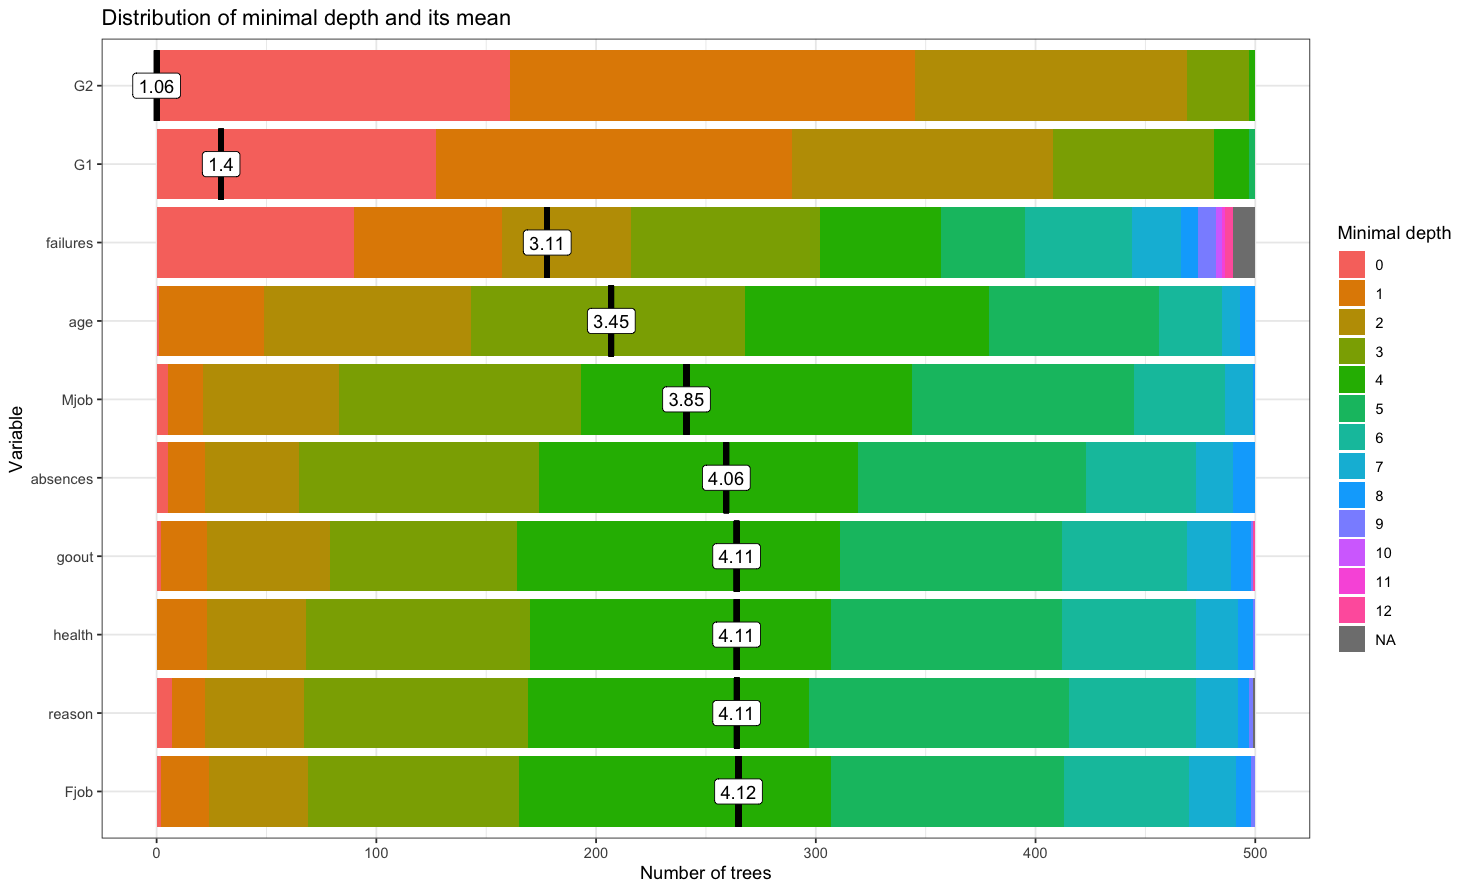 Distribution of minimal depth and its mean
Variable
G2
1.06
G1
1.4
failures
3.11
age
3.45
Mjob
3.85
absences
4.06
goout
4.11
health
4.11
reason
4.11
Fjob
4.12
0 100 200 300 400 500
Number of trees
Minimal depth
0
1
2
3
4
5
6
7
8
9
10
11
12
NA